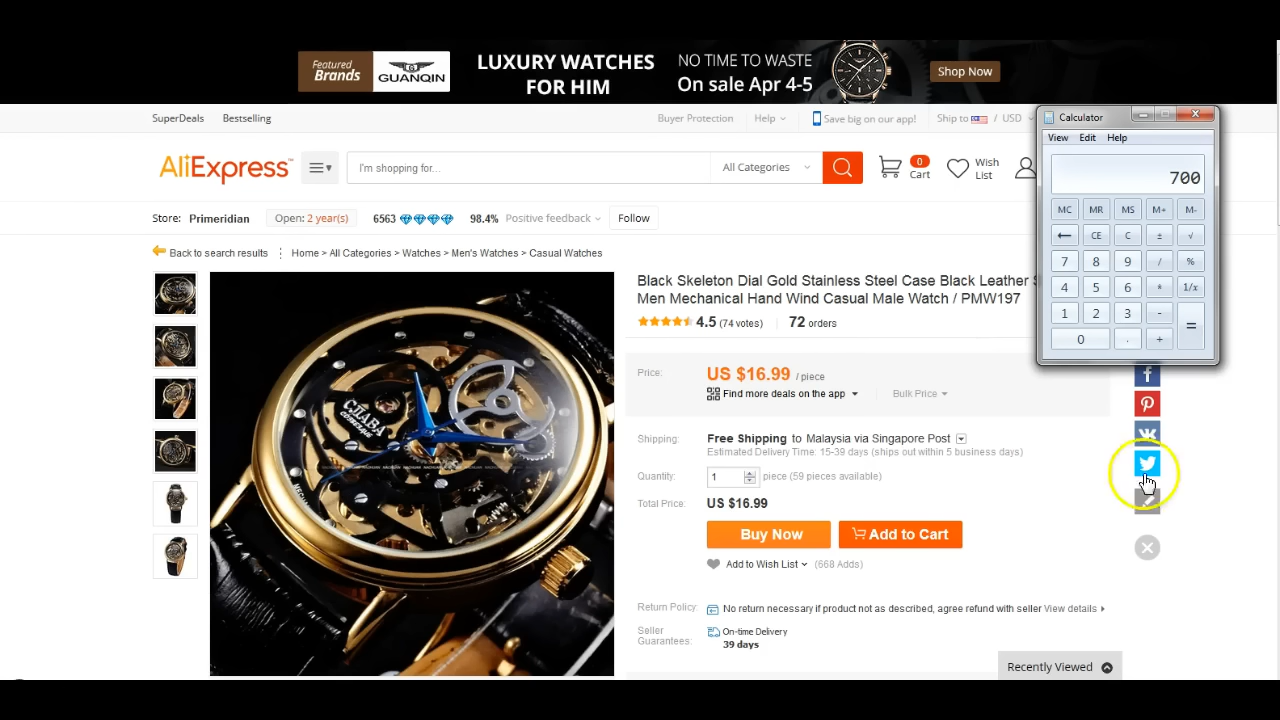 Featured
Brands
GUANQIN
LUXURY WATCHES
FOR HIM
NO TIME TO WASTE
On sale Apr 4-5
Shop Now
SuperDeals
Bestselling
Buyer Protection
Help
Save big on our app!
Ship to / USD
AliExpress™
I'm shopping for...
All Categories
0
Cart
Wish
List
Store: Primeridian
Open: 2 year(s)
6563
98.4% Positive feedback
Follow
Back to search results
Home > All Categories > Watches > Men's Watches > Casual Watches
Black Skeleton Dial Gold Stainless Steel Case Black Leather
Men Mechanical Hand Wind Casual Male Watch / PMW197
4.5 (74 votes)
72 orders
Price: US $16.99 / piece
Find more deals on the app
Bulk Price
Shipping: Free Shipping to Malaysia via Singapore Post
Estimated Delivery Time: 15-39 days (ships out within 5 business days)
Quantity: 1 piece (59 pieces available)
Total Price: US $16.99
Buy Now
Add to Cart
Add to Wish List (668 Adds)
Return Policy: No return necessary if product not as described, agree refund with seller View details
Seller
Guarantees:
On-time Delivery
39 days
Recently Viewed
СЛАВА
Calculator
View Edit Help
700
MC MR MS M+ M-
← CE C ± √
7 8 9 / %
4 5 6 * 1/x
1 2 3 - =
0 . +